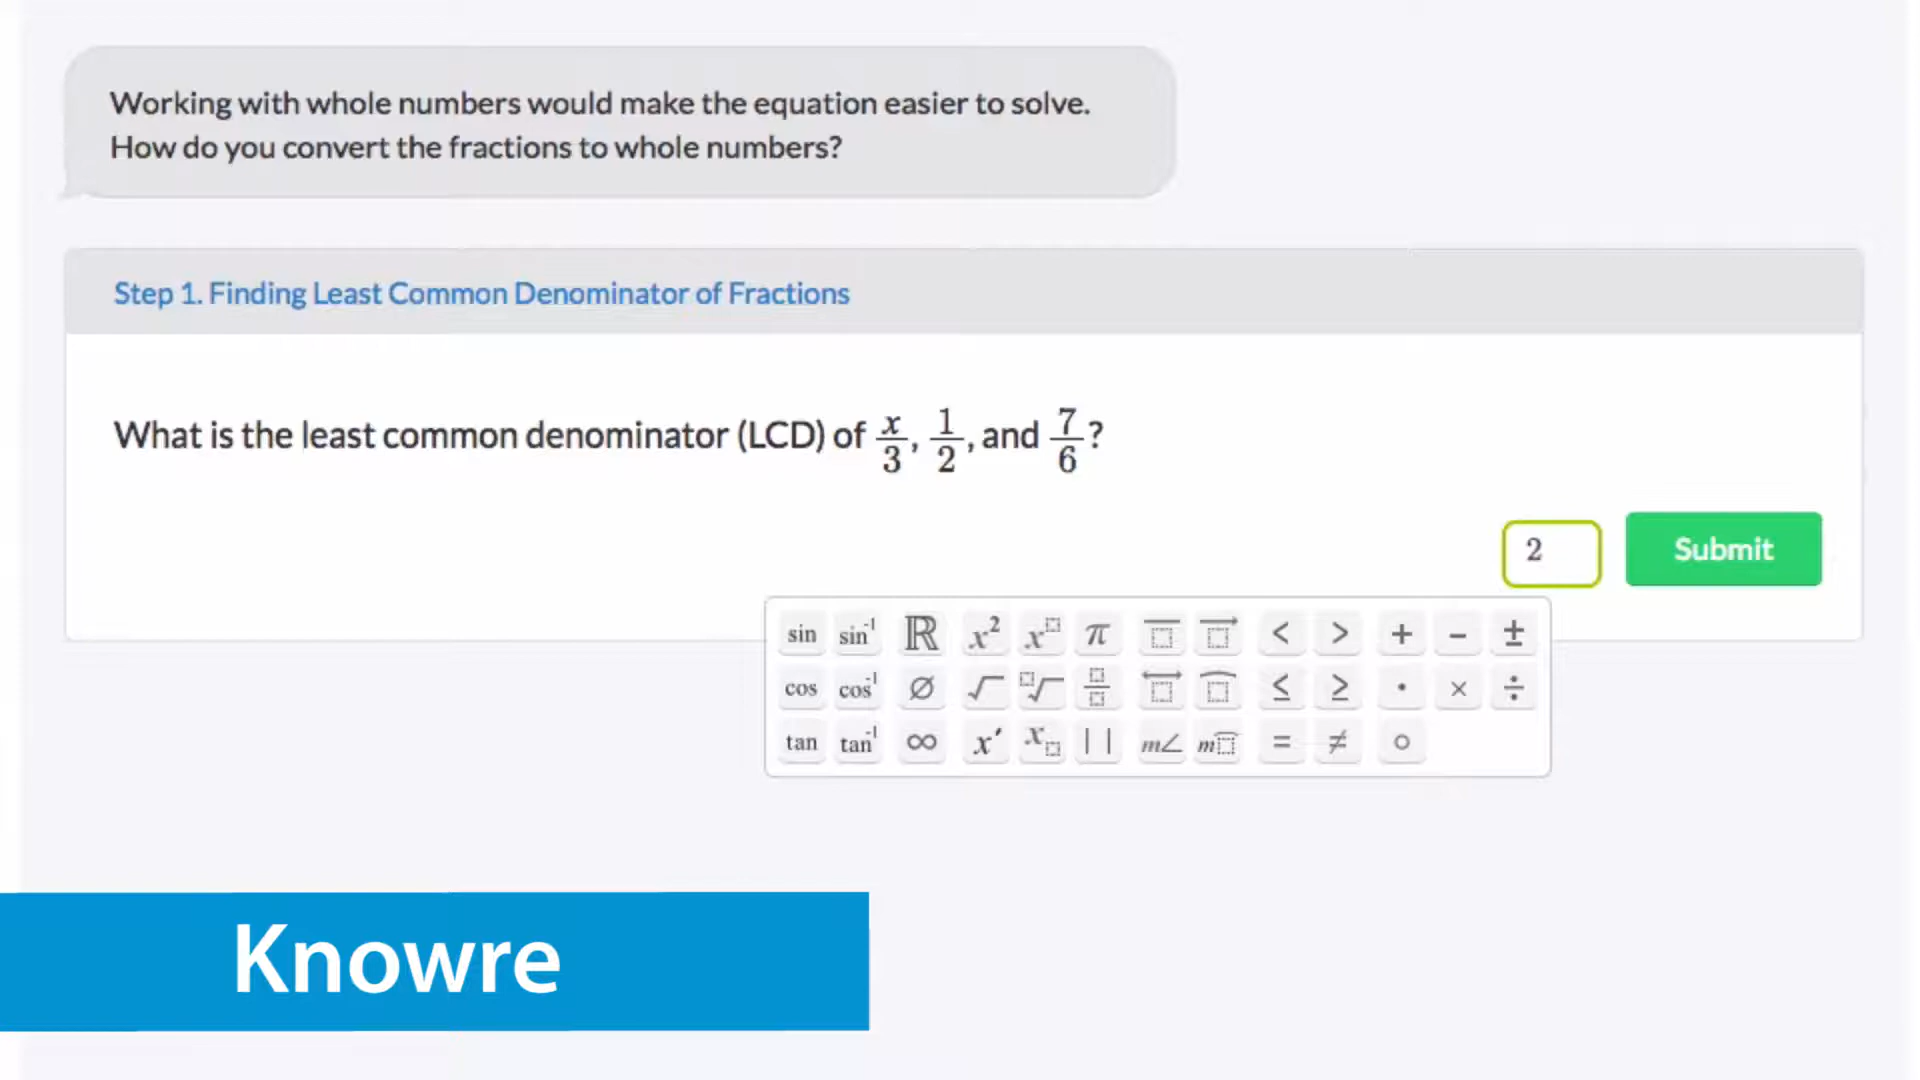 Working with whole numbers would make the equation easier to solve.
How do you convert the fractions to whole numbers?
Step 1. Finding Least Common Denominator of Fractions
What is the least common denominator (LCD) of x/3, 1/2, and 7/6?
2 Submit
sin sin⁻¹ ℝ x² x□ π < > + − ±
cos cos⁻¹ ∅ √ □√ □/□ ≤ ≥ · × ÷
tan tan⁻¹ ∞ x′ x□ | | m∠ m□ = ≠ ○
Knowre